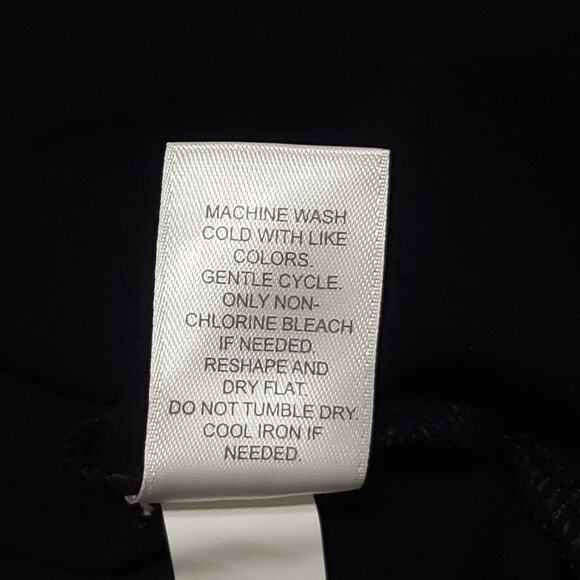 MACHINE WASH
COLD WITH LIKE
COLORS.
GENTLE CYCLE.
ONLY NON-
CHLORINE BLEACH
IF NEEDED.
RESHAPE AND
DRY FLAT.
DO NOT TUMBLE DRY.
COOL IRON IF
NEEDED.